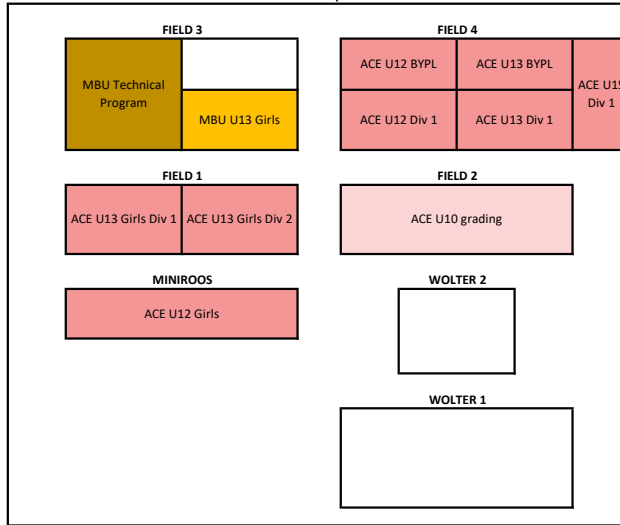 FIELD 3
FIELD 4
MBU Technical
Program
MBU U13 Girls
ACE U12 BYPL
ACE U13 BYPL
ACE U15
Div 1
ACE U12 Div 1
ACE U13 Div 1
FIELD 1
FIELD 2
ACE U13 Girls Div 1
ACE U13 Girls Div 2
ACE U10 grading
MINIROOS
WOLTER 2
ACE U12 Girls
WOLTER 1